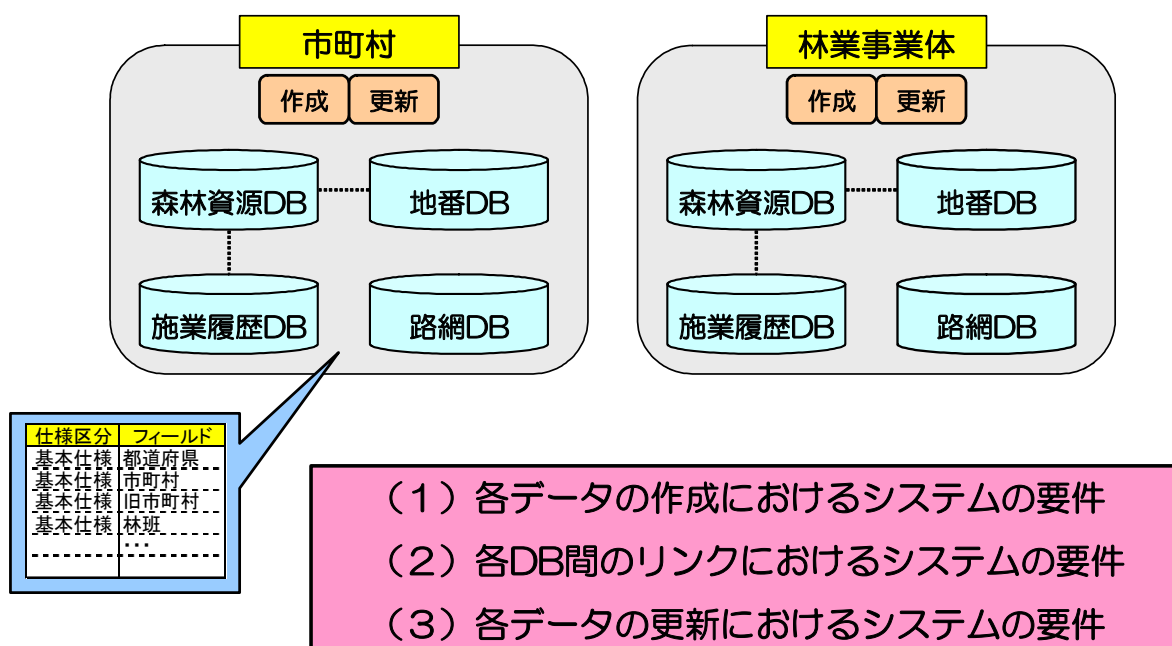 市町村
作成 更新
森林資源DB 地番DB
施業履歴DB 路網DB
林業事業体
作成 更新
森林資源DB 地番DB
施業履歴DB 路網DB
仕様区分 フィールド
基本仕様 都道府県
基本仕様 市町村
基本仕様 旧市町村
基本仕様 林班
・・・
（１）各データの作成におけるシステムの要件
（２）各DB間のリンクにおけるシステムの要件
（３）各データの更新におけるシステムの要件